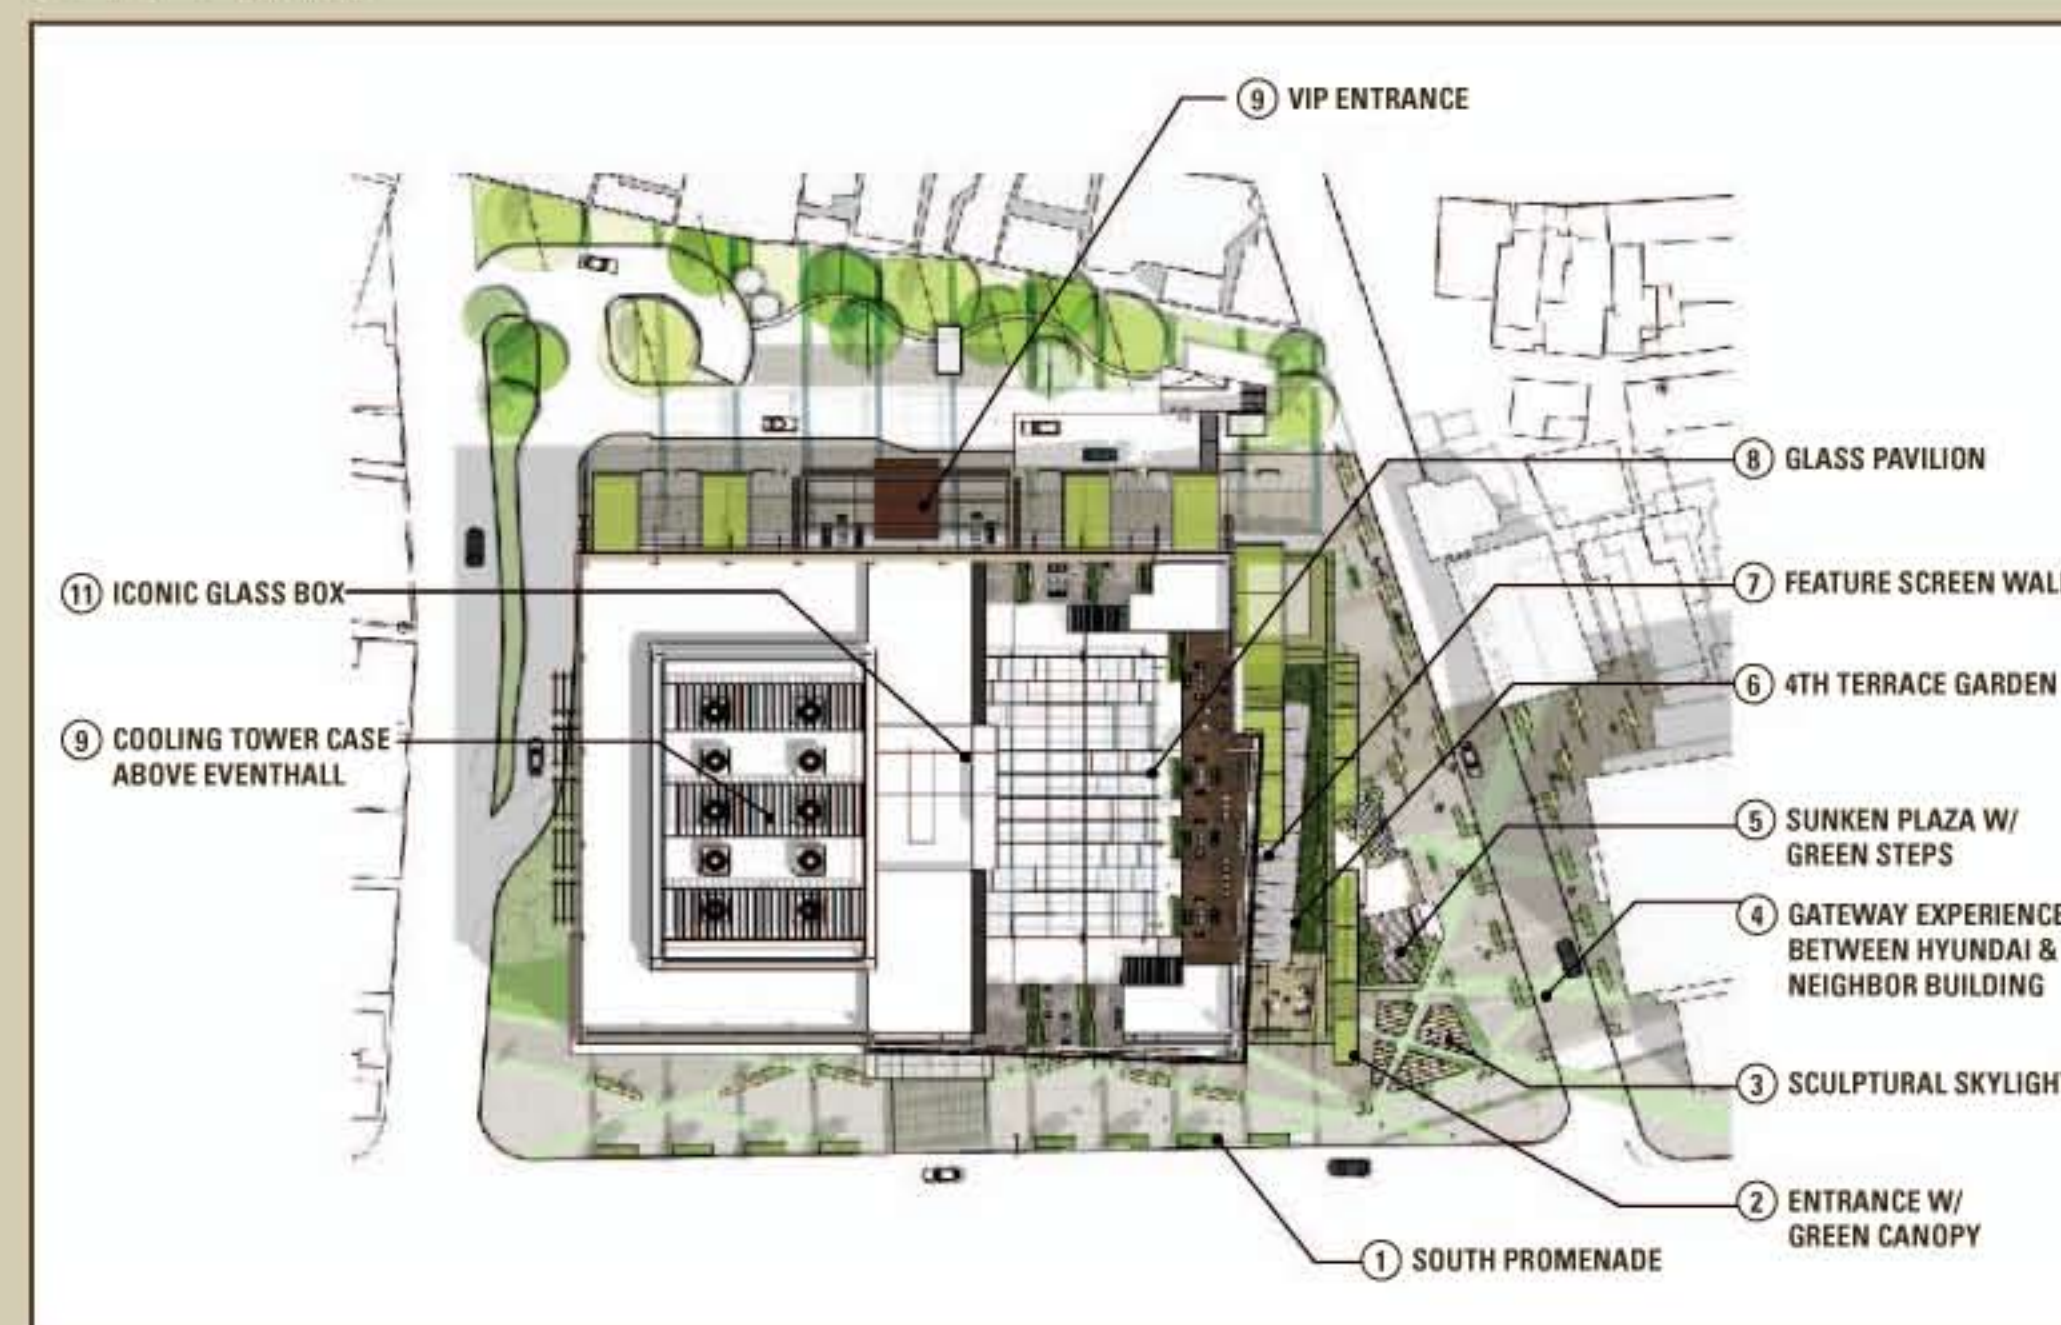 9 VIP ENTRANCE
8 GLASS PAVILION
11 ICONIC GLASS BOX
7 FEATURE SCREEN WAL
6 4TH TERRACE GARDEN
9 COOLING TOWER CASE
ABOVE EVENTHALL
5 SUNKEN PLAZA W/
GREEN STEPS
4 GATEWAY EXPERIENCE
BETWEEN HYUNDAI &
NEIGHBOR BUILDING
3 SCULPTURAL SKYLIGH
2 ENTRANCE W/
GREEN CANOPY
1 SOUTH PROMENADE